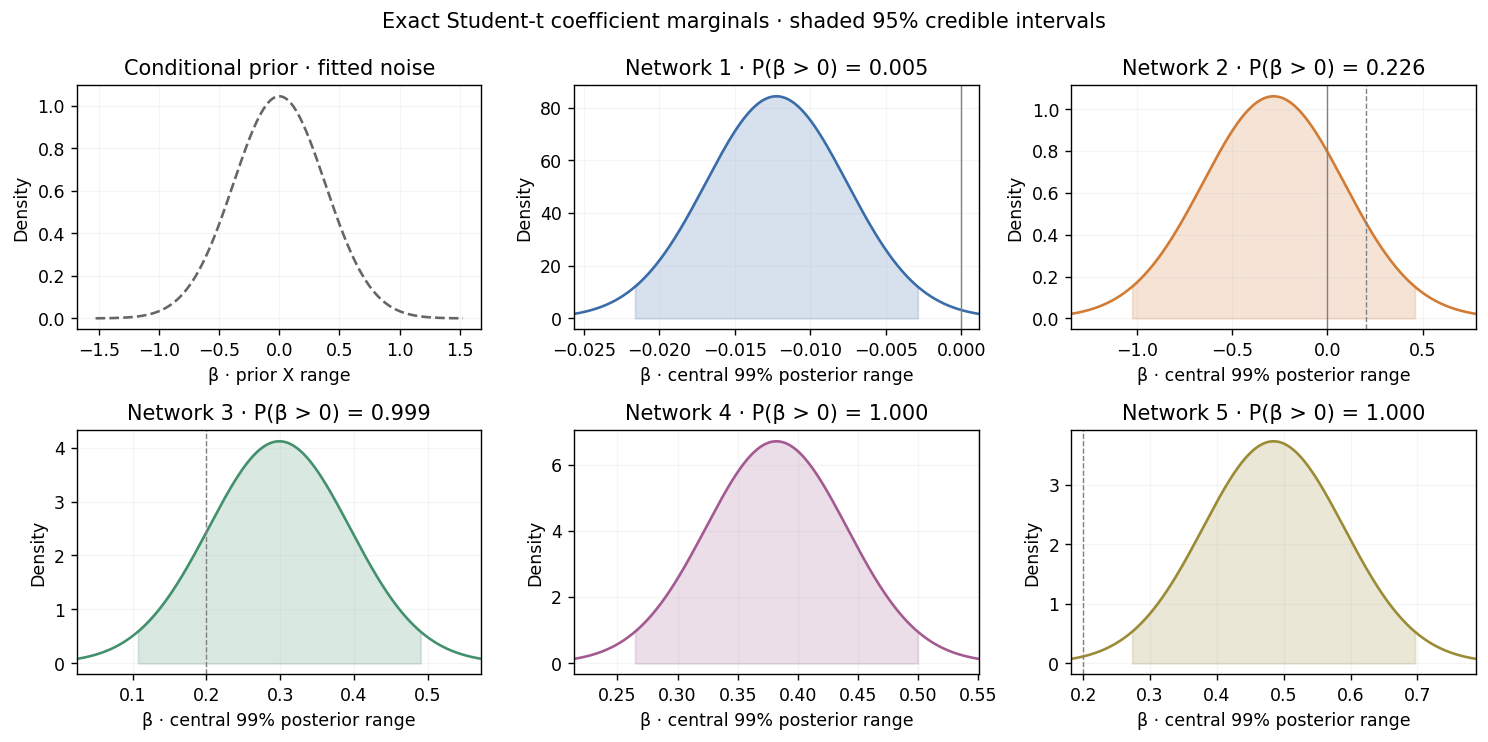 Exact Student-t coefficient marginals · shaded 95% credible intervals
Conditional prior · fitted noise
Density
1.0
0.8
0.6
0.4
0.2
0.0
−1.5 −1.0 −0.5 0.0 0.5 1.0 1.5
β · prior X range
Network 1 · P(β > 0) = 0.005
Density
80
60
40
20
0
−0.025 −0.020 −0.015 −0.010 −0.005 0.000
β · central 99% posterior range
Network 2 · P(β > 0) = 0.226
Density
1.0
0.8
0.6
0.4
0.2
0.0
−1.0 −0.5 0.0 0.5
β · central 99% posterior range
Network 3 · P(β > 0) = 0.999
Density
4
3
2
1
0
0.1 0.2 0.3 0.4 0.5
β · central 99% posterior range
Network 4 · P(β > 0) = 1.000
Density
6
4
2
0
0.25 0.30 0.35 0.40 0.45 0.50 0.55
β · central 99% posterior range
Network 5 · P(β > 0) = 1.000
Density
3
2
1
0
0.2 0.3 0.4 0.5 0.6 0.7
β · central 99% posterior range